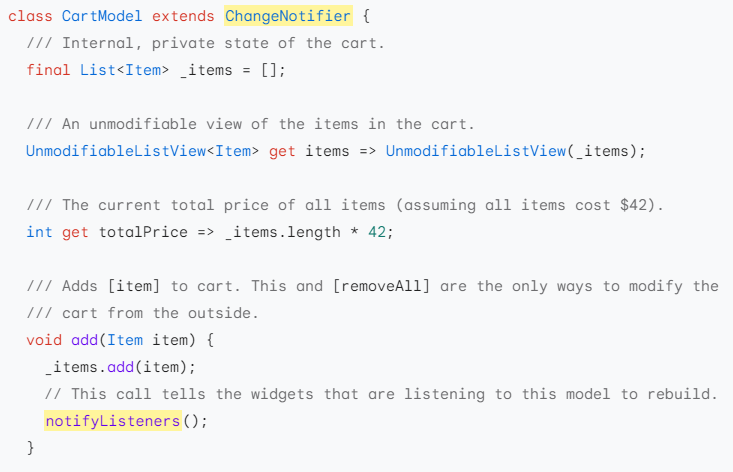 class CartModel extends ChangeNotifier {
  /// Internal, private state of the cart.
  final List<Item> _items = [];

  /// An unmodifiable view of the items in the cart.
  UnmodifiableListView<Item> get items => UnmodifiableListView(_items);

  /// The current total price of all items (assuming all items cost $42).
  int get totalPrice => _items.length * 42;

  /// Adds [item] to cart. This and [removeAll] are the only ways to modify the
  /// cart from the outside.
  void add(Item item) {
    _items.add(item);
    // This call tells the widgets that are listening to this model to rebuild.
    notifyListeners();
  }